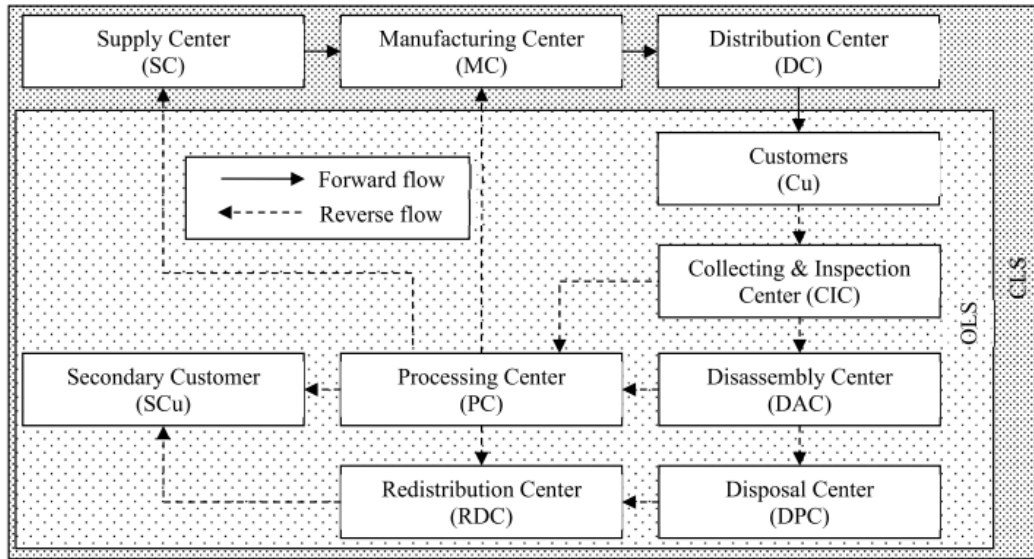 Supply Center
(SC)
Manufacturing Center
(MC)
Distribution Center
(DC)
Customers
(Cu)
Forward flow
Reverse flow
Collecting & Inspection
Center (CIC)
CLS
OLS
Secondary Customer
(SCu)
Processing Center
(PC)
Disassembly Center
(DAC)
Redistribution Center
(RDC)
Disposal Center
(DPC)